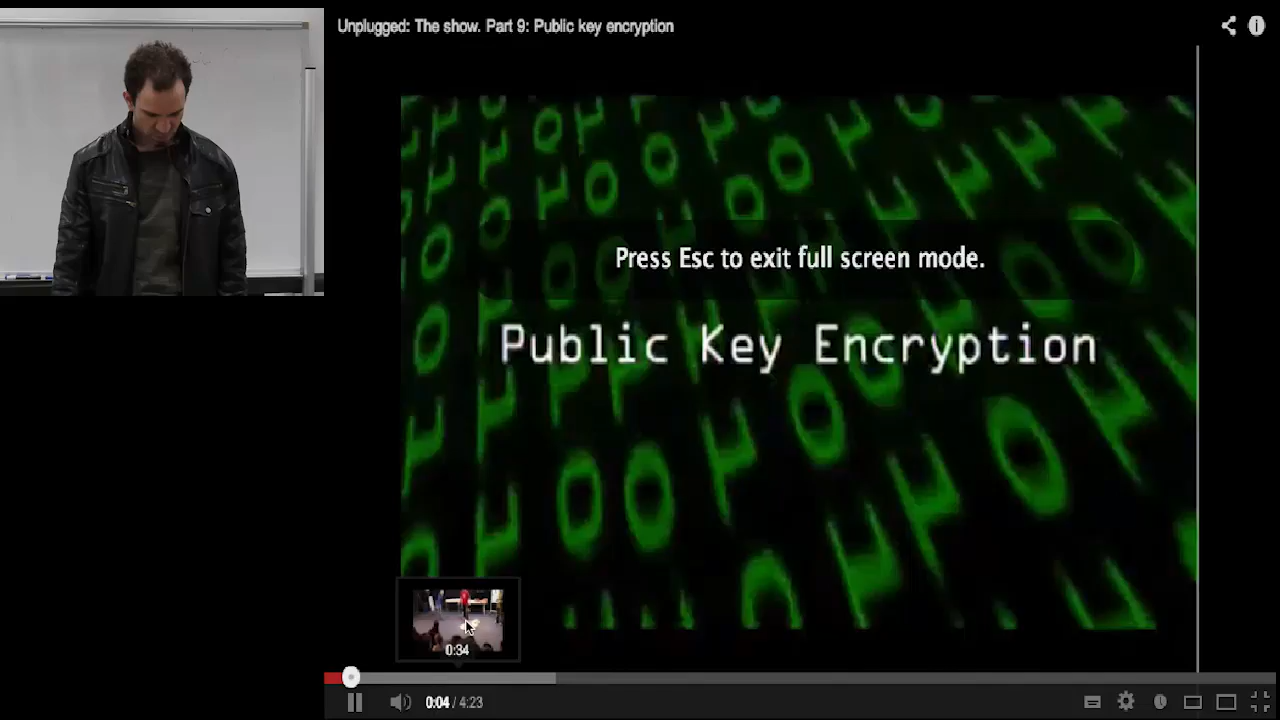 Unplugged: The show. Part 9: Public key encryption
Press Esc to exit full screen mode.
Public Key Encryption
0:34
0:04 / 4:23